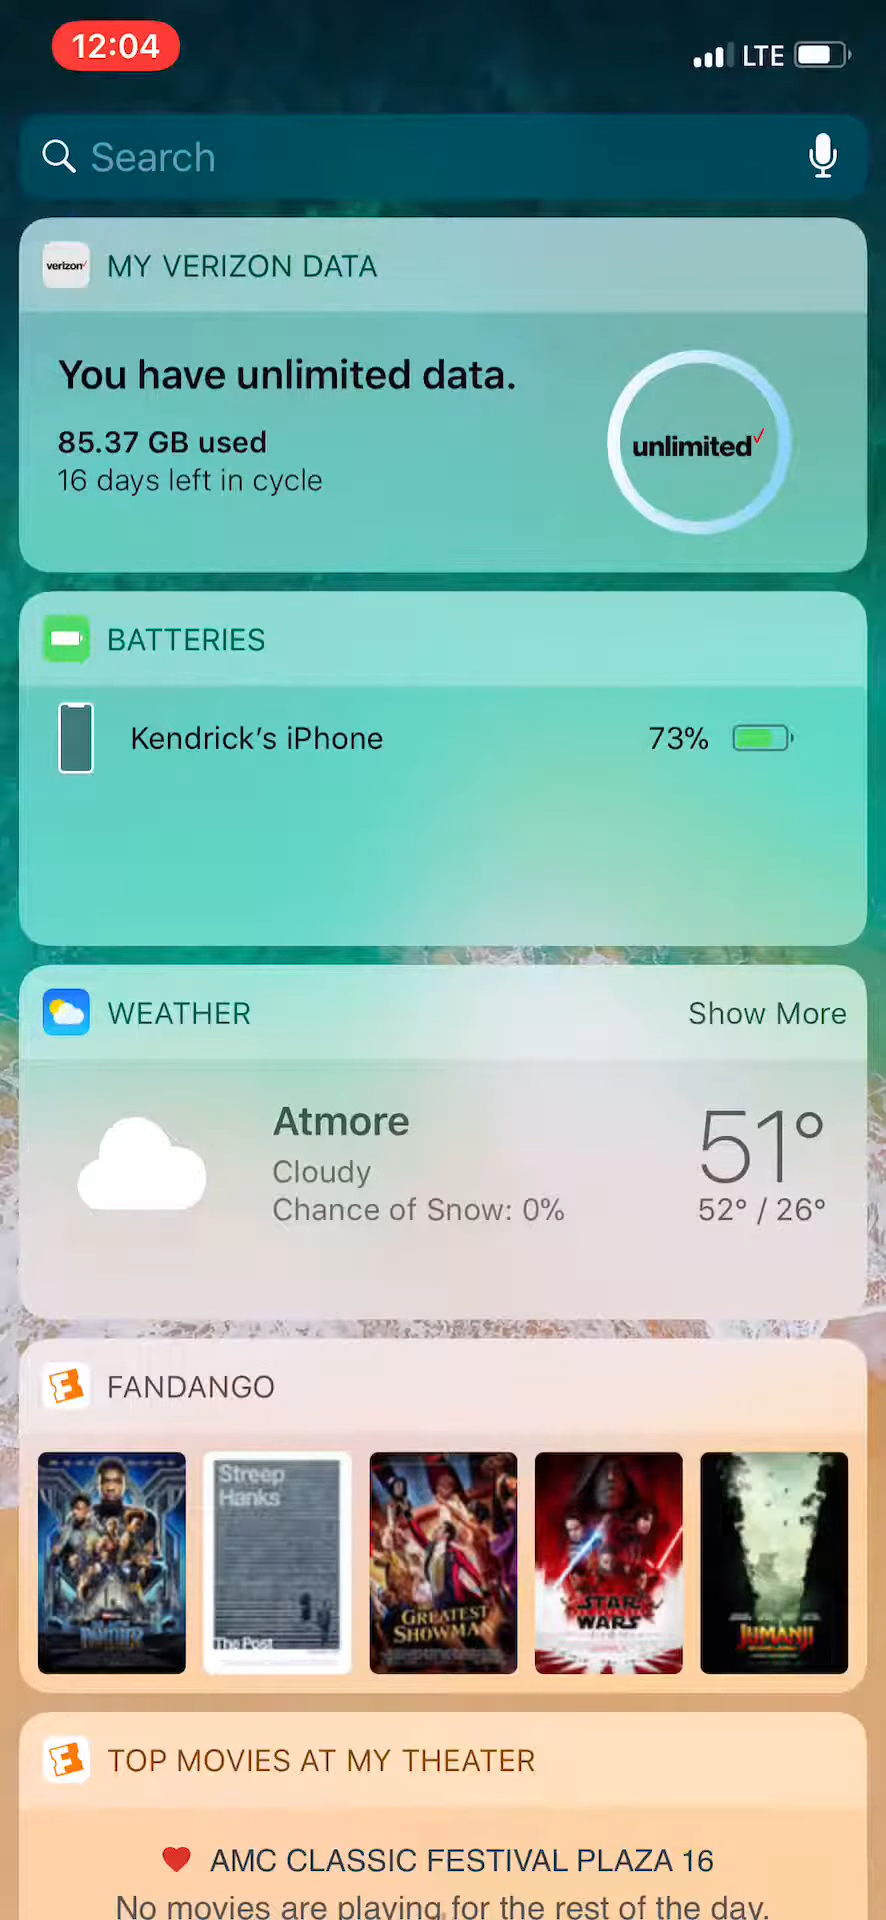 12:04
LTE
Search
verizon
MY VERIZON DATA
You have unlimited data.
85.37 GB used
16 days left in cycle
unlimited
BATTERIES
Kendrick's iPhone
73%
WEATHER
Show More
Atmore
Cloudy
Chance of Snow: 0%
51°
52° / 26°
FANDANGO
Streep
Hanks
The Post
GREATEST
SHOWMAN
STAR
WARS
JUMANJI
TOP MOVIES AT MY THEATER
AMC CLASSIC FESTIVAL PLAZA 16
No movies are playing for the rest of the day.